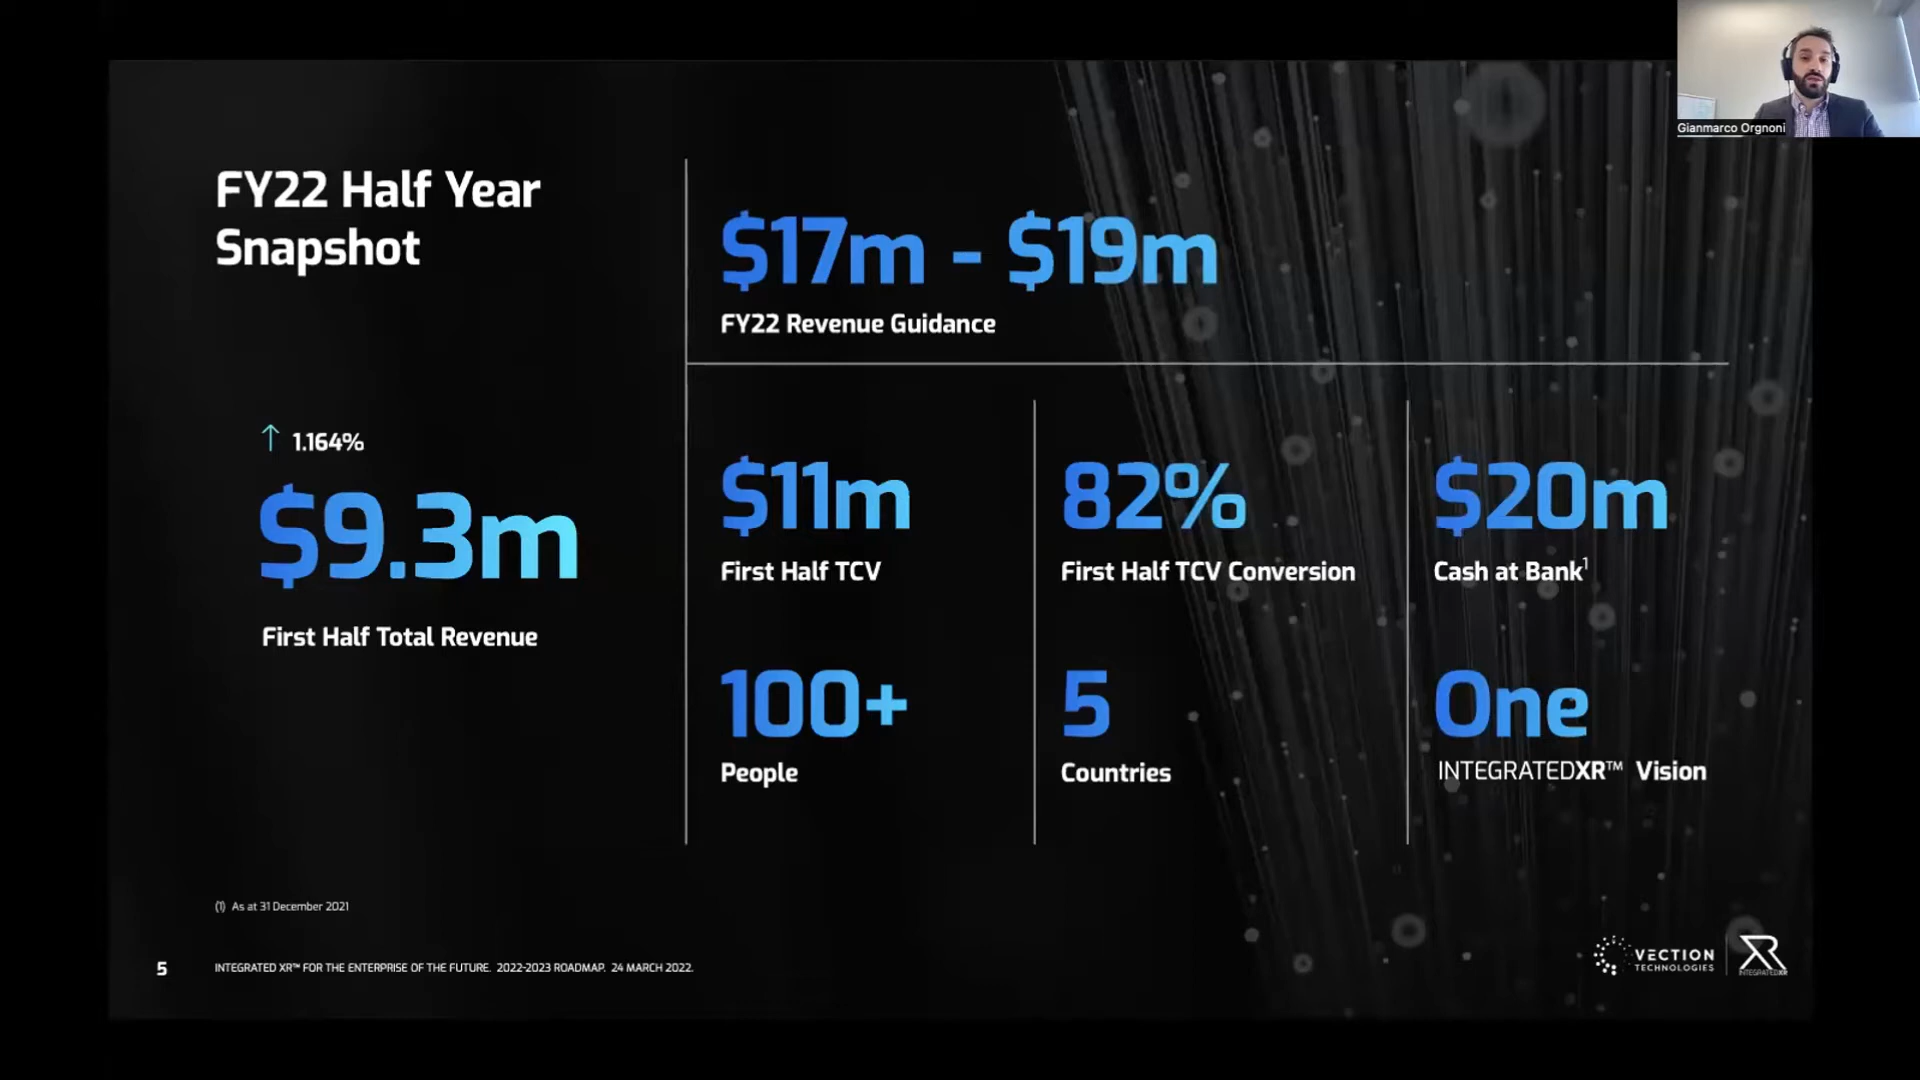 Gianmarco Orgnoni
FY22 Half Year
Snapshot
↑ 1.164%
$9.3m
First Half Total Revenue
$17m - $19m
FY22 Revenue Guidance
$11m
First Half TCV
82%
First Half TCV Conversion
$20m
Cash at Bank¹
100+
People
5
Countries
One
INTEGRATEDXR™ Vision
(1) As at 31 December 2021
5
INTEGRATED XR™ FOR THE ENTERPRISE OF THE FUTURE. 2022-2023 ROADMAP. 24 MARCH 2022.
VECTION
TECHNOLOGIES
XR
INTEGRATEDXR